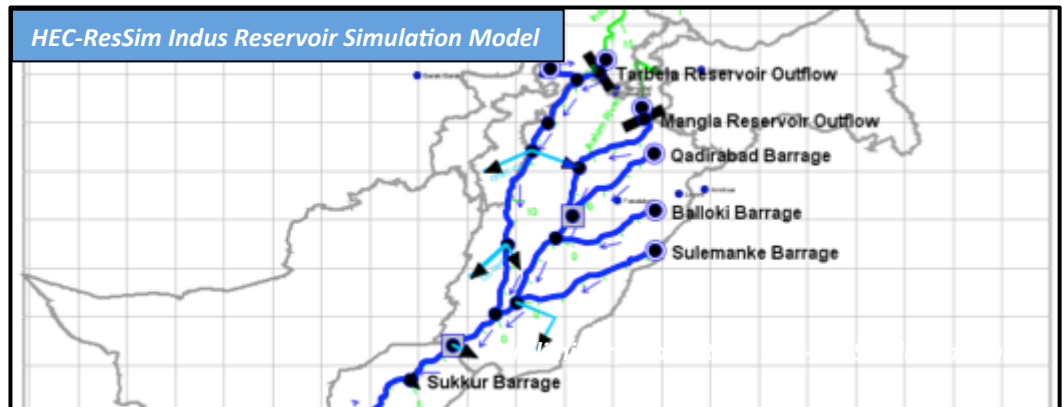 HEC-ResSim Indus Reservoir Simulation Model
Tarbela Reservoir Outflow
Mangla Reservoir Outflow
Qadirabad Barrage
Balloki Barrage
Sulemanke Barrage
Sukkur Barrage